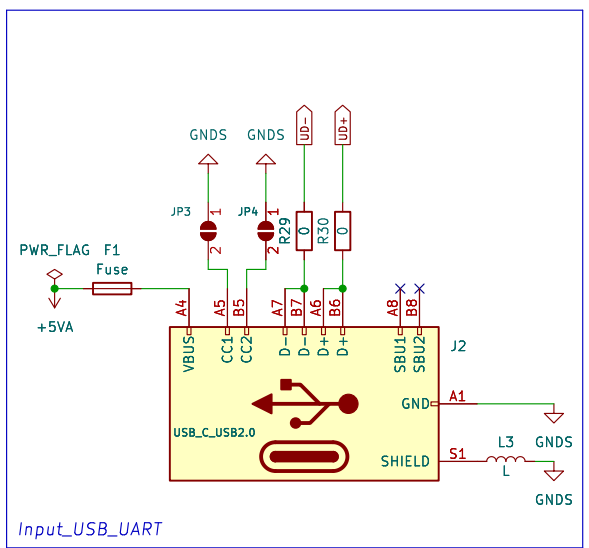 UD-
UD+
GNDS
GNDS
JP3
1
2
JP4
1
2
R29
0
R30
0
PWR_FLAG
F1
Fuse
+5VA
A4
A5
B5
A7
B7
A6
B6
A8
B8
VBUS
CC1
CC2
D-
D-
D+
D+
SBU1
SBU2
J2
GND
A1
GNDS
USB_C_USB2.0
SHIELD
S1
L3
L
GNDS
Input_USB_UART